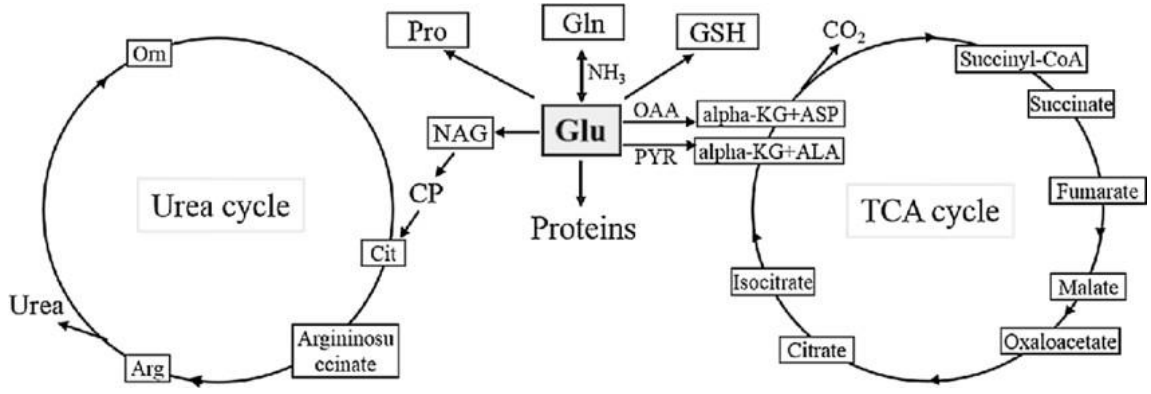 Pro
Gln
GSH
CO₂
Orn
Succinyl-CoA
NH₃
Succinate
OAA
alpha-KG+ASP
NAG
Glu
PYR
alpha-KG+ALA
CP
Urea cycle
TCA cycle
Fumarate
Proteins
Cit
Isocitrate
Malate
Urea
Argininosu
ccinate
Oxaloacetate
Citrate
Arg